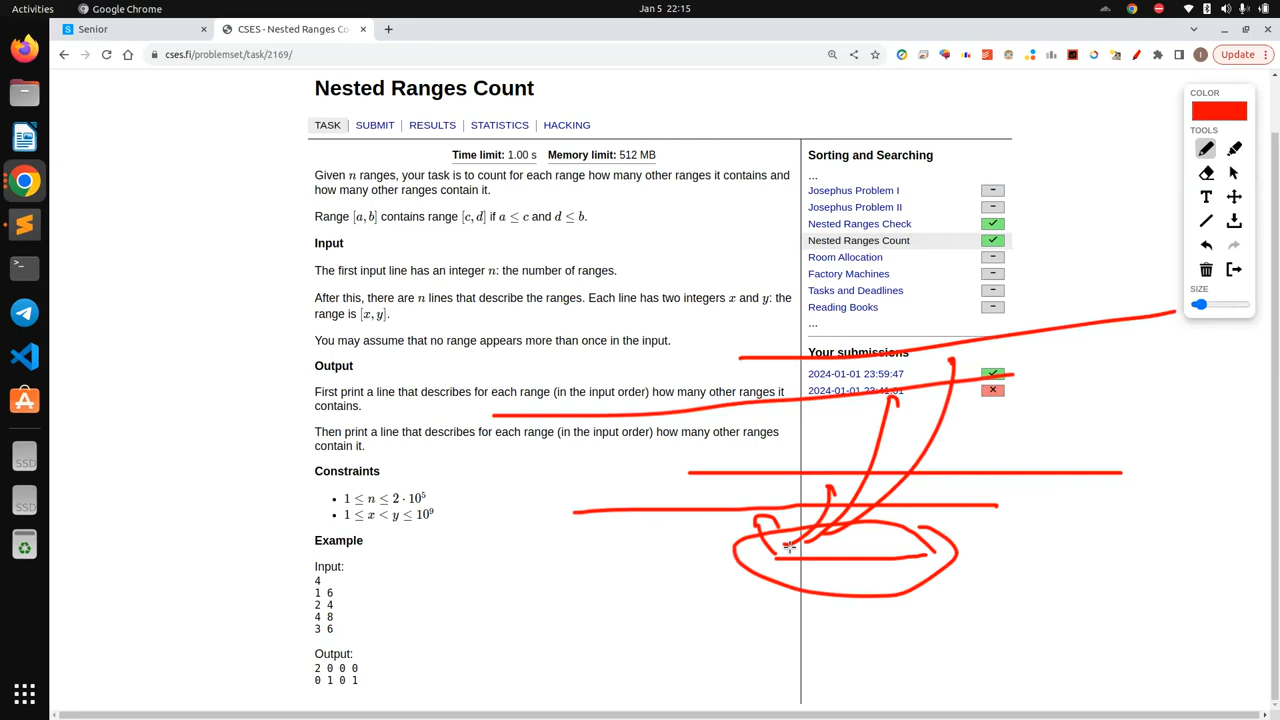 Activities
Google Chrome
Jan 5 22:15
Senior
CSES - Nested Ranges Co
cses.fi/problemset/task/2169/
Update
Nested Ranges Count
TASK
SUBMIT
RESULTS
STATISTICS
HACKING
Time limit: 1.00 s Memory limit: 512 MB
Given n ranges, your task is to count for each range how many other ranges it contains and
how many other ranges contain it.
Range [a, b] contains range [c, d] if a ≤ c and d ≤ b.
Input
The first input line has an integer n: the number of ranges.
After this, there are n lines that describe the ranges. Each line has two integers x and y: the
range is [x, y].
You may assume that no range appears more than once in the input.
Output
First print a line that describes for each range (in the input order) how many other ranges it
contains.
Then print a line that describes for each range (in the input order) how many other ranges
contain it.
Constraints
• 1 ≤ n ≤ 2 · 10⁵
• 1 ≤ x < y ≤ 10⁹
Example
Input:
4
1 6
2 4
4 8
3 6
Output:
2 0 0 0
0 1 0 1
Sorting and Searching
...
Josephus Problem I
Josephus Problem II
Nested Ranges Check
Nested Ranges Count
Room Allocation
Factory Machines
Tasks and Deadlines
Reading Books
...
Your submissions
2024-01-01 23:59:47
COLOR
TOOLS
T
SIZE
SSD
SSD